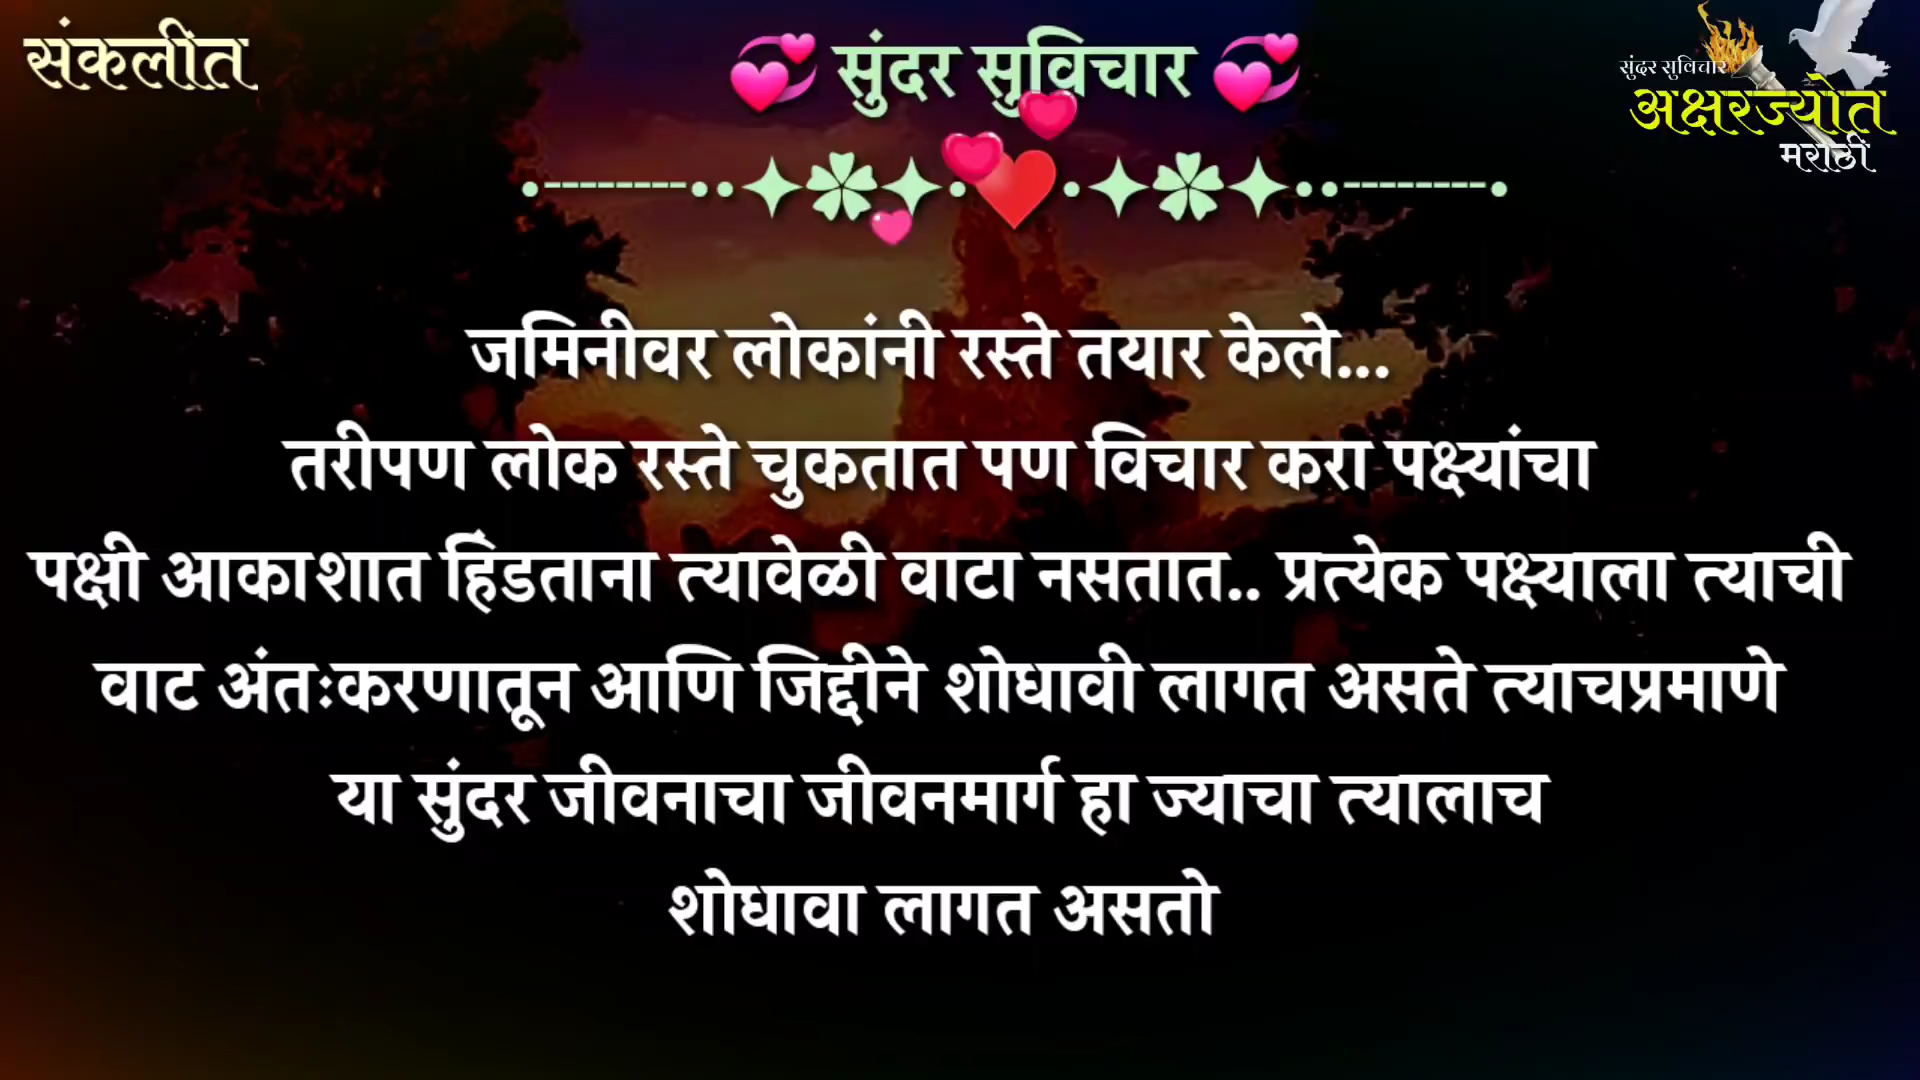 संकलीत
💞 सुंदर सुविचार 💞
सुंदर सुविचार
अक्षरज्योत
मराठी
जमिनीवर लोकांनी रस्ते तयार केले...
तरीपण लोक रस्ते चुकतात पण विचार करा पक्ष्यांचा
पक्षी आकाशात हिंडताना त्यावेळी वाटा नसतात.. प्रत्येक पक्ष्याला त्याची
वाट अंतःकरणातून आणि जिद्दीने शोधावी लागत असते त्याचप्रमाणे
या सुंदर जीवनाचा जीवनमार्ग हा ज्याचा त्यालाच
शोधावा लागत असतो